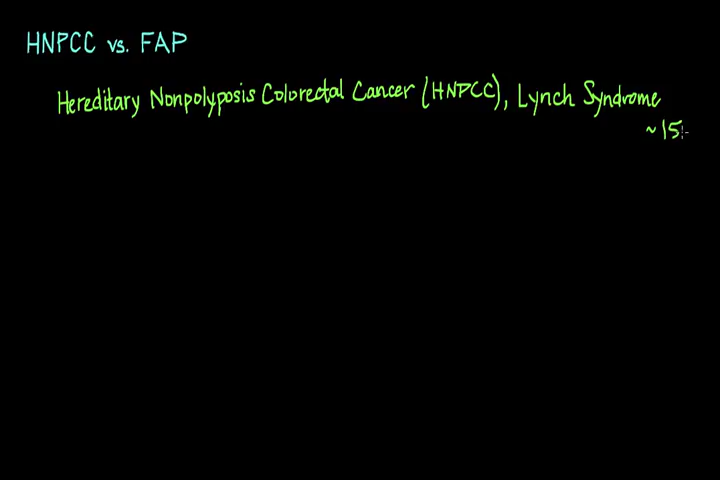 HNPCC vs. FAP
Hereditary Nonpolyposis Colorectal Cancer (HNPCC), Lynch Syndrome
~15